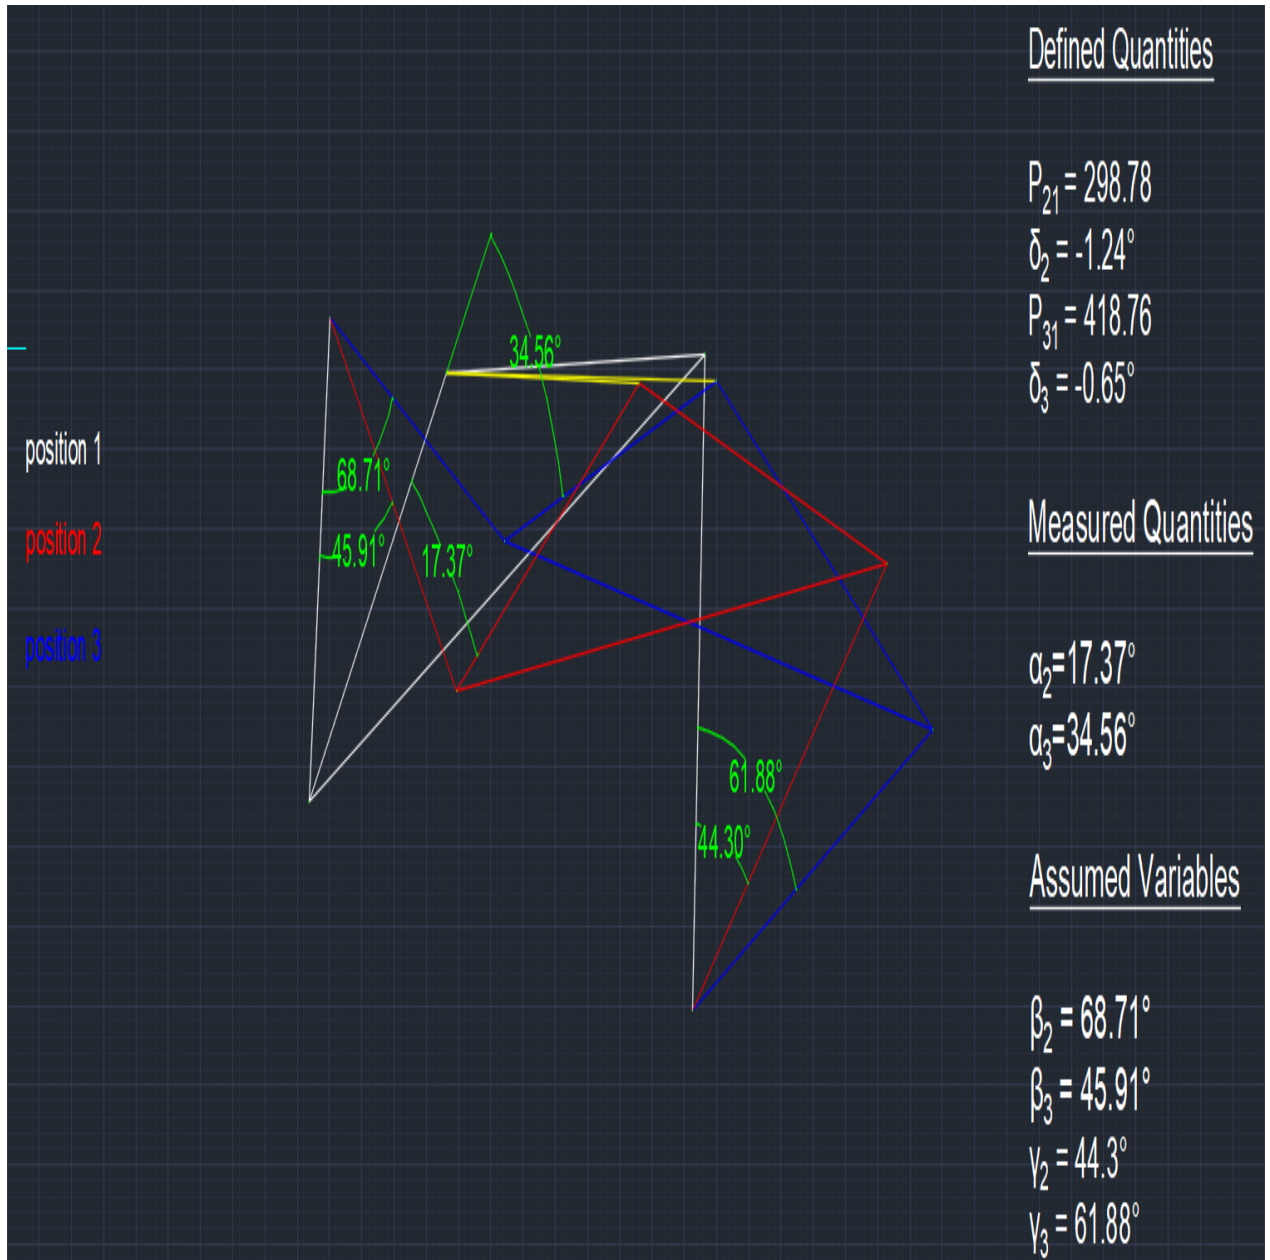 Defined Quantities
P₂₁ = 298.78
δ₂ = -1.24°
P₃₁ = 418.76
δ₃ = -0.65°
34.56°
position 1
68.71°
position 2
45.91°
17.37°
Measured Quantities
position 3
α₂=17.37°
α₃=34.56°
61.88°
44.30°
Assumed Variables
β₂ = 68.71°
β₃ = 45.91°
γ₂ = 44.3°
γ₃ = 61.88°